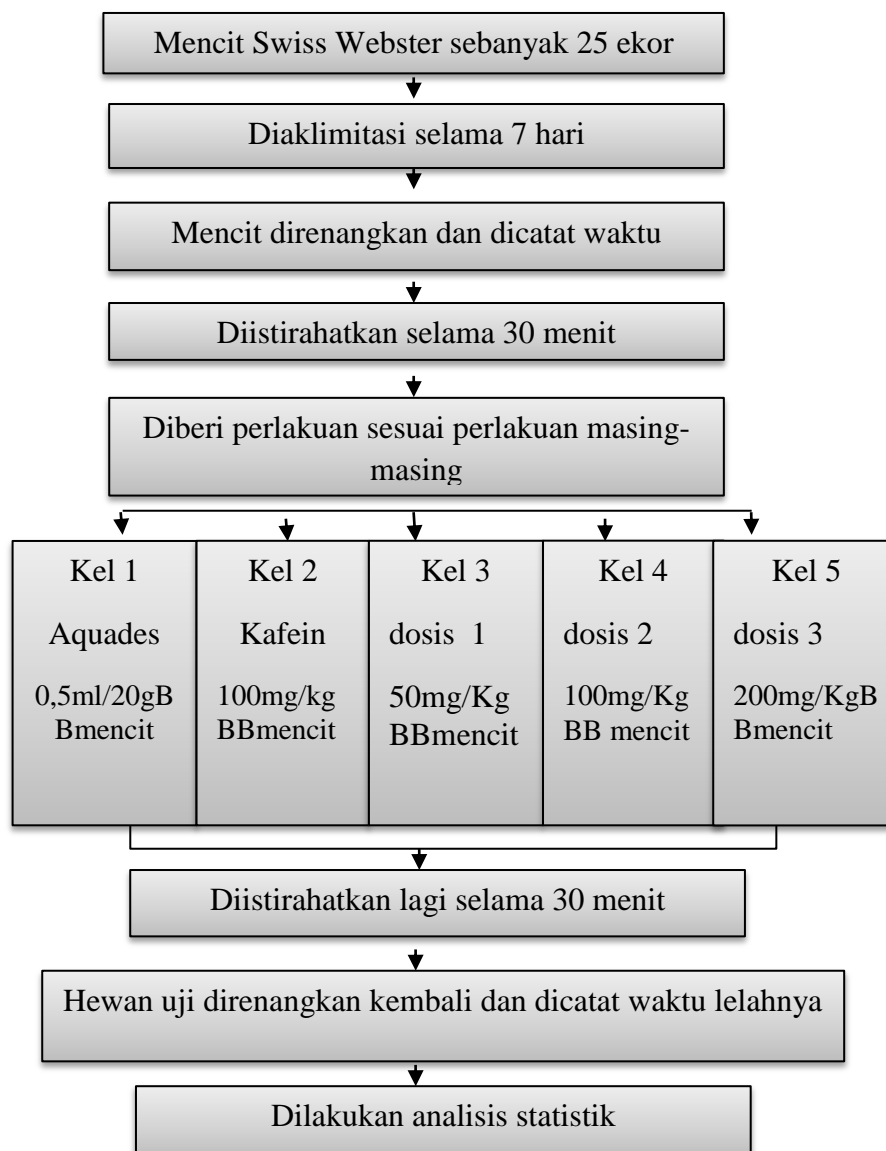 Mencit Swiss Webster sebanyak 25 ekor
Diaklimitasi selama 7 hari
Mencit direnangkan dan dicatat waktu
Diistirahatkan selama 30 menit
Diberi perlakuan sesuai perlakuan masing-
masing
Kel 1
Aquades
0,5ml/20gB
Bmencit
Kel 2
Kafein
100mg/kg
BBmencit
Kel 3
dosis 1
50mg/Kg
BBmencit
Kel 4
dosis 2
100mg/Kg
BB mencit
Kel 5
dosis 3
200mg/KgB
Bmencit
Diistirahatkan lagi selama 30 menit
Hewan uji direnangkan kembali dan dicatat waktu lelahnya
Dilakukan analisis statistik